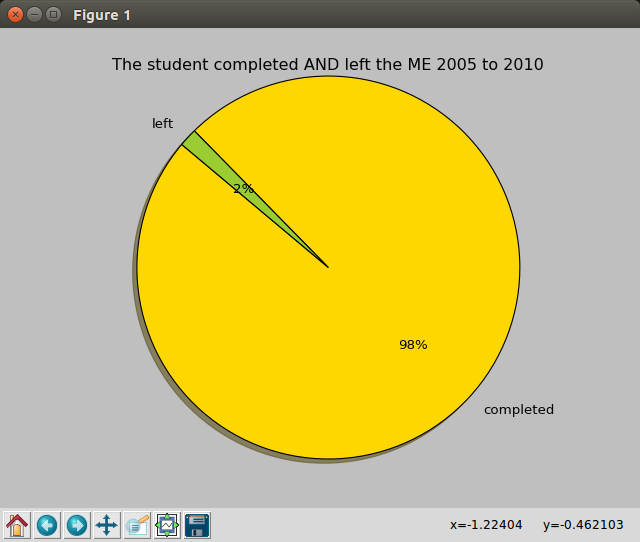 Figure 1
The student completed AND left the ME 2005 to 2010
left
2%
98%
completed
x=-1.22404 y=-0.462103